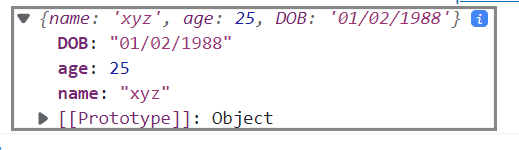 {name: 'xyz', age: 25, DOB: '01/02/1988'} i
DOB: "01/02/1988"
age: 25
name: "xyz"
[[Prototype]]: Object